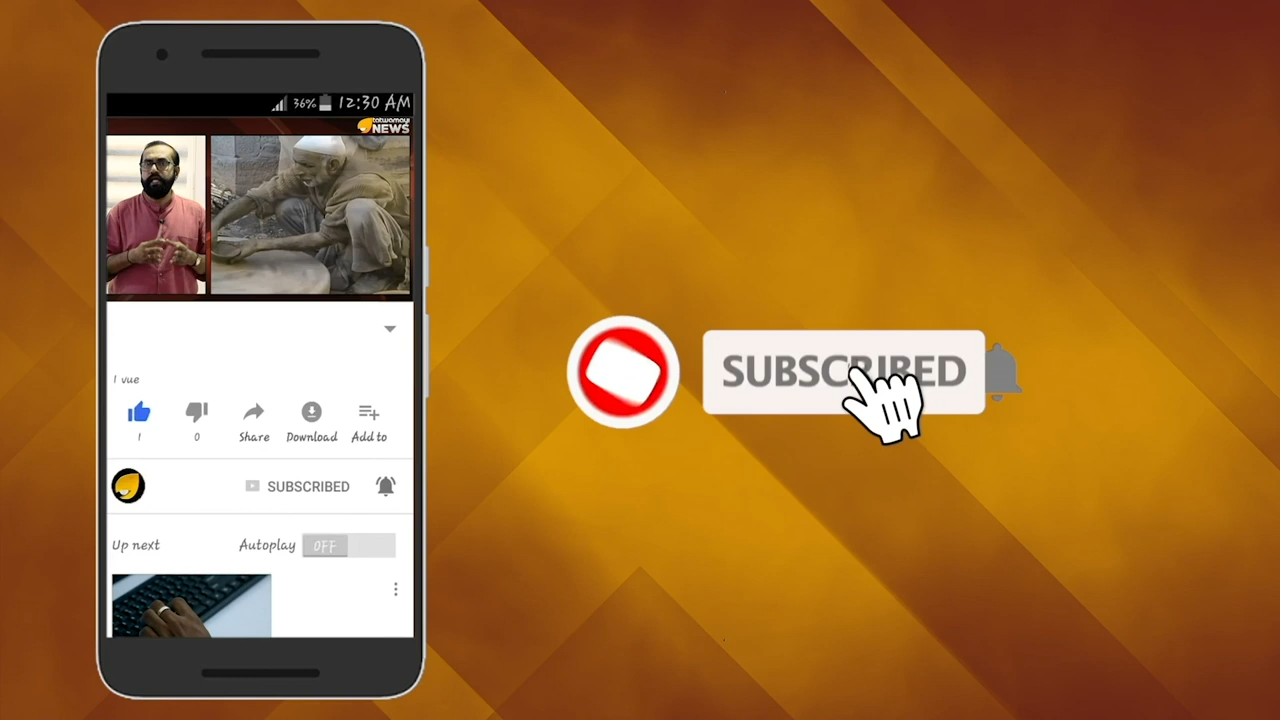 36% 12:30 AM
tatwamayi
NEWS
1 vue
1
0
Share
Download
Add to
SUBSCRIBED
Up next
Autoplay
OFF
SUBSCRIBED